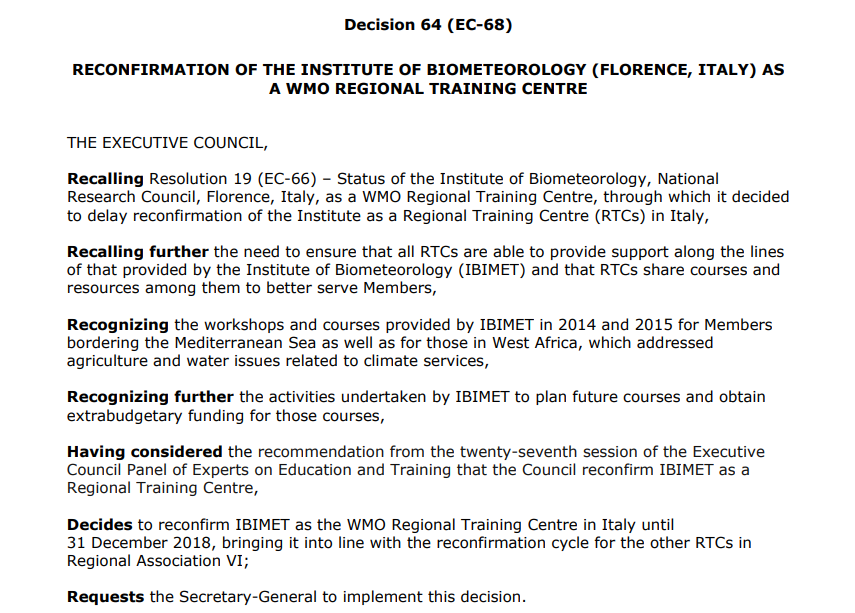 Decision 64 (EC-68)
RECONFIRMATION OF THE INSTITUTE OF BIOMETEOROLOGY (FLORENCE, ITALY) AS
A WMO REGIONAL TRAINING CENTRE
THE EXECUTIVE COUNCIL,
Recalling Resolution 19 (EC-66) – Status of the Institute of Biometeorology, National
Research Council, Florence, Italy, as a WMO Regional Training Centre, through which it decided
to delay reconfirmation of the Institute as a Regional Training Centre (RTCs) in Italy,
Recalling further the need to ensure that all RTCs are able to provide support along the lines
of that provided by the Institute of Biometeorology (IBIMET) and that RTCs share courses and
resources among them to better serve Members,
Recognizing the workshops and courses provided by IBIMET in 2014 and 2015 for Members
bordering the Mediterranean Sea as well as for those in West Africa, which addressed
agriculture and water issues related to climate services,
Recognizing further the activities undertaken by IBIMET to plan future courses and obtain
extrabudgetary funding for those courses,
Having considered the recommendation from the twenty-seventh session of the Executive
Council Panel of Experts on Education and Training that the Council reconfirm IBIMET as a
Regional Training Centre,
Decides to reconfirm IBIMET as the WMO Regional Training Centre in Italy until
31 December 2018, bringing it into line with the reconfirmation cycle for the other RTCs in
Regional Association VI;
Requests the Secretary-General to implement this decision.